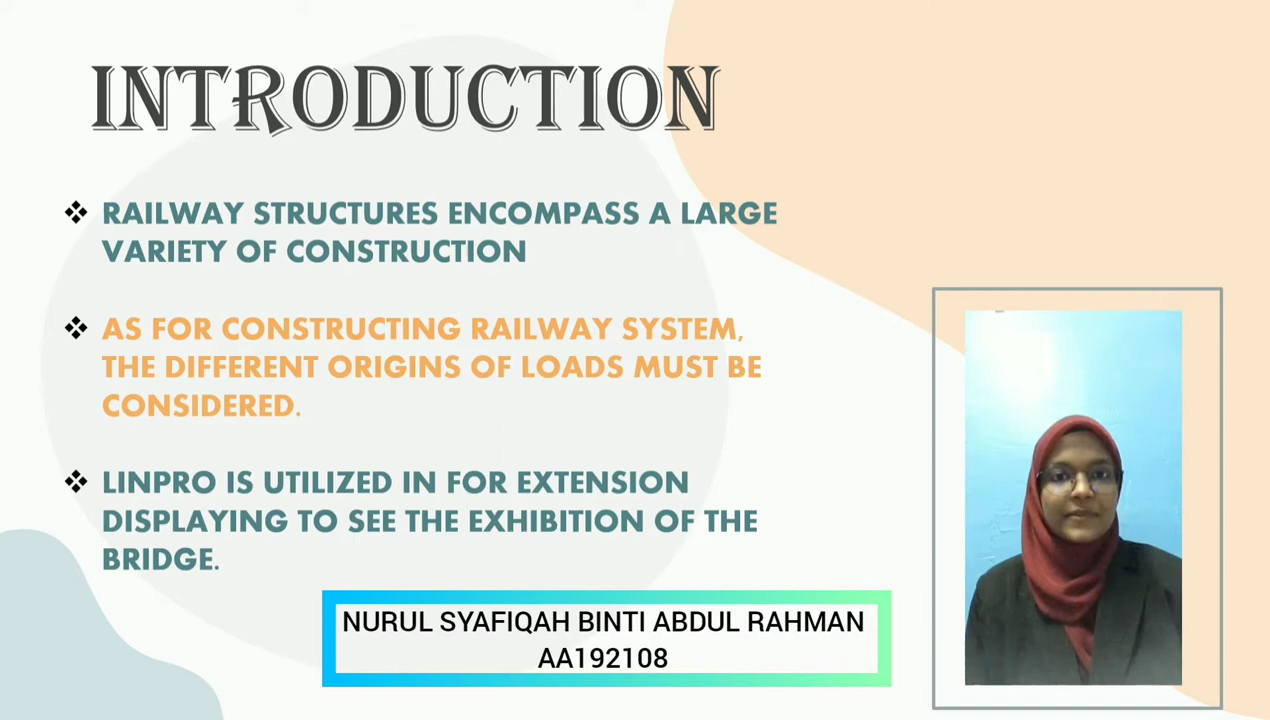 INTRODUCTION
❖ RAILWAY STRUCTURES ENCOMPASS A LARGE
VARIETY OF CONSTRUCTION
❖ AS FOR CONSTRUCTING RAILWAY SYSTEM,
THE DIFFERENT ORIGINS OF LOADS MUST BE
CONSIDERED.
❖ LINPRO IS UTILIZED IN FOR EXTENSION
DISPLAYING TO SEE THE EXHIBITION OF THE
BRIDGE.
NURUL SYAFIQAH BINTI ABDUL RAHMAN
AA192108